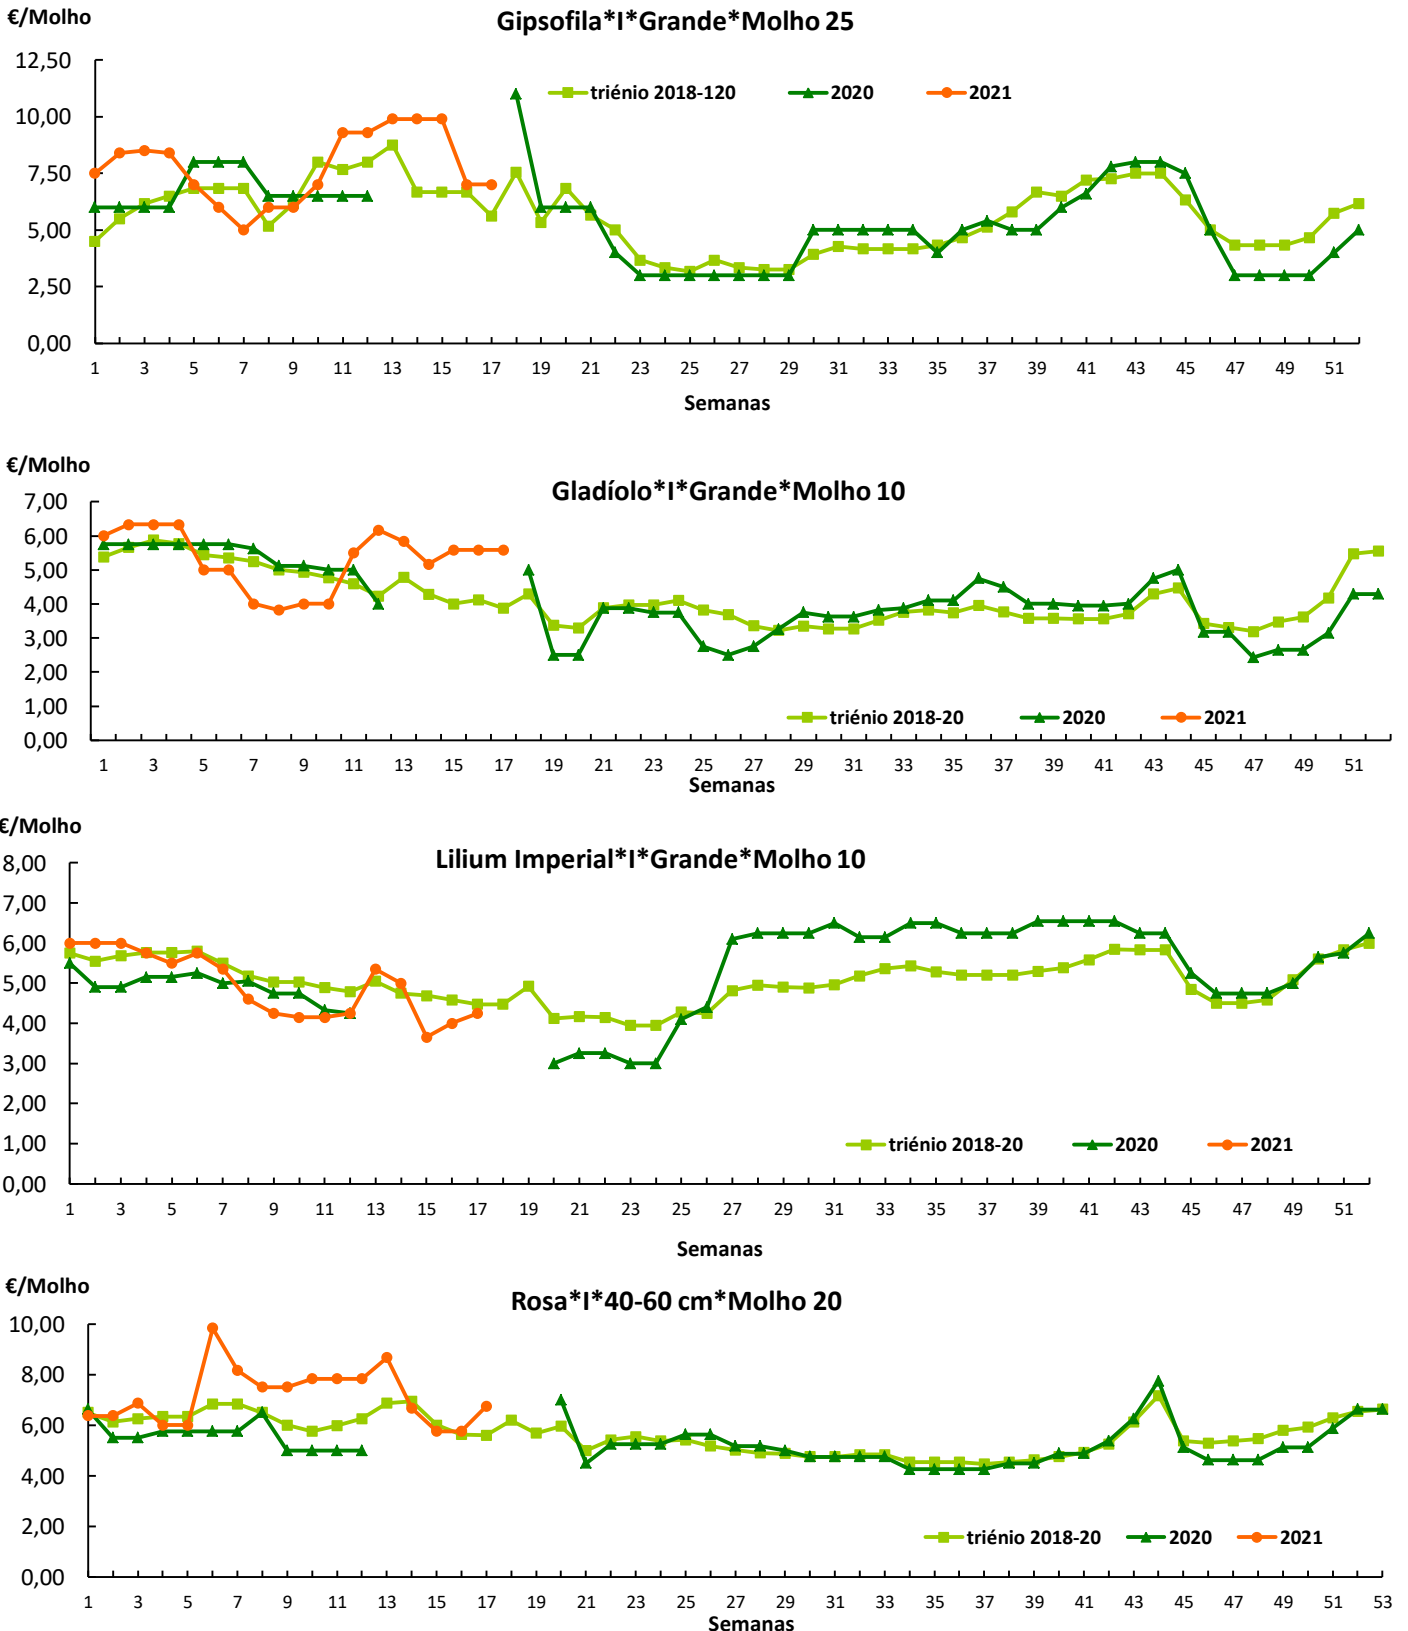 €/Molho
Gipsofila*I*Grande*Molho 25
12,50
triénio 2018-120 2020 2021
10,00
7,50
5,00
2,50
0,00
1 3 5 7 9 11 13 15 17 19 21 23 25 27 29 31 33 35 37 39 41 43 45 47 49 51
Semanas
€/Molho
Gladíolo*I*Grande*Molho 10
7,00
6,00
5,00
4,00
3,00
2,00
1,00
triénio 2018-20 2020 2021
0,00
1 3 5 7 9 11 13 15 17 19 21 23 25 27 29 31 33 35 37 39 41 43 45 47 49 51
Semanas
€/Molho
Lilium Imperial*I*Grande*Molho 10
8,00
7,00
6,00
5,00
4,00
3,00
2,00
1,00
triénio 2018-20 2020 2021
0,00
1 3 5 7 9 11 13 15 17 19 21 23 25 27 29 31 33 35 37 39 41 43 45 47 49 51
Semanas
€/Molho
Rosa*I*40-60 cm*Molho 20
10,00
8,00
6,00
4,00
2,00
triénio 2018-20 2020 2021
0,00
1 3 5 7 9 11 13 15 17 19 21 23 25 27 29 31 33 35 37 39 41 43 45 47 49 51 53
Semanas